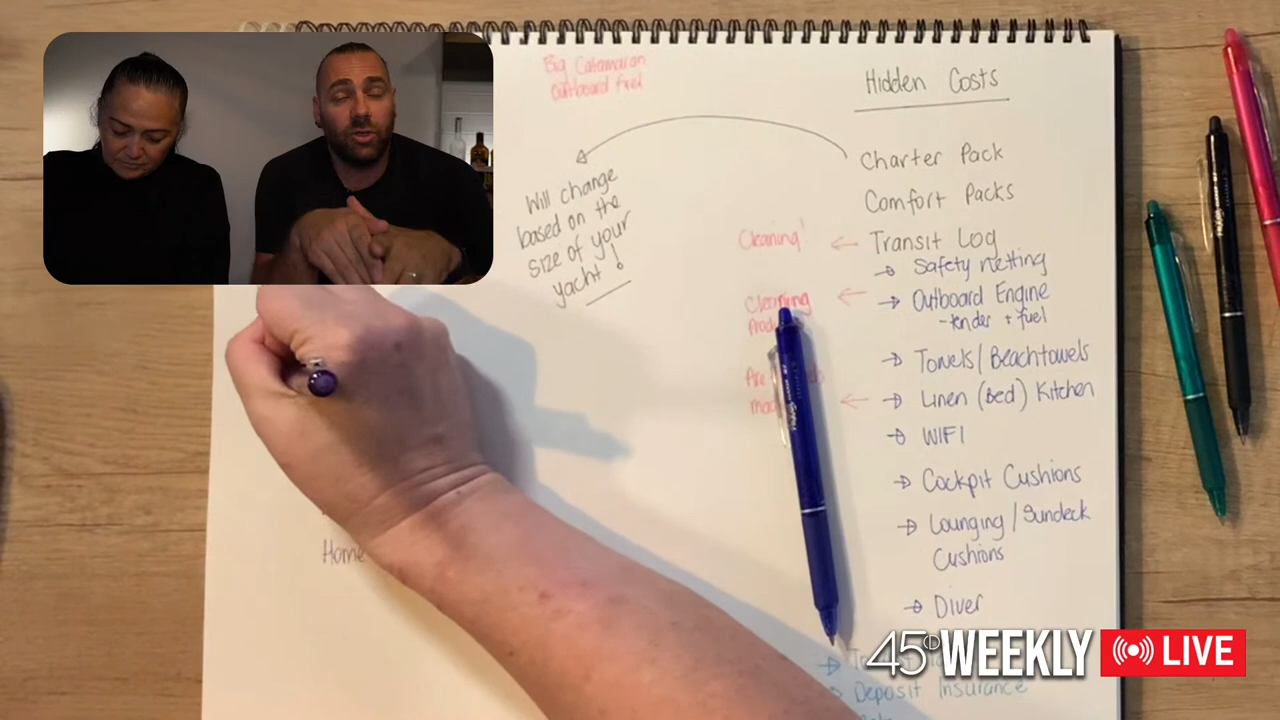 Big Catamaran
Outboard fuel
Hidden Costs
Charter Pack
Will change
based on the
size of your
yacht!
Comfort Packs
Cleaning
Transit Log
Safety netting
Cleaning
Outboard Engine
- tender + fuel
Towels/Beachtowels
Are
Linen (Bed) Kitchen
WIFI
Cockpit Cushions
Lounging/Sundeck
Cushions
Home
Diver
45° WEEKLY LIVE
Deposit Insurance